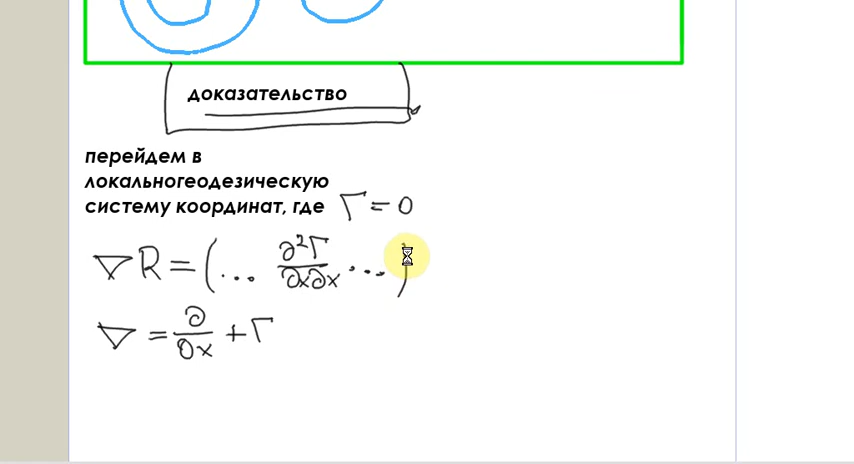 доказательство
перейдем в
локальногеодезическую
систему координат, где Γ = 0
∇R = (... ∂²Γ/∂x∂x ...)
∇ = ∂/∂x + Γ